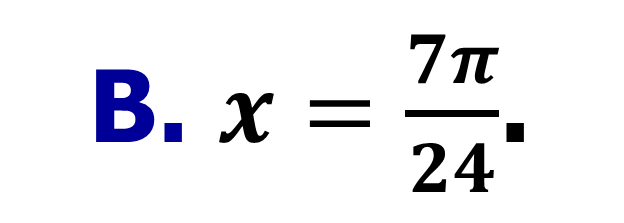 B. x = 7π/24.